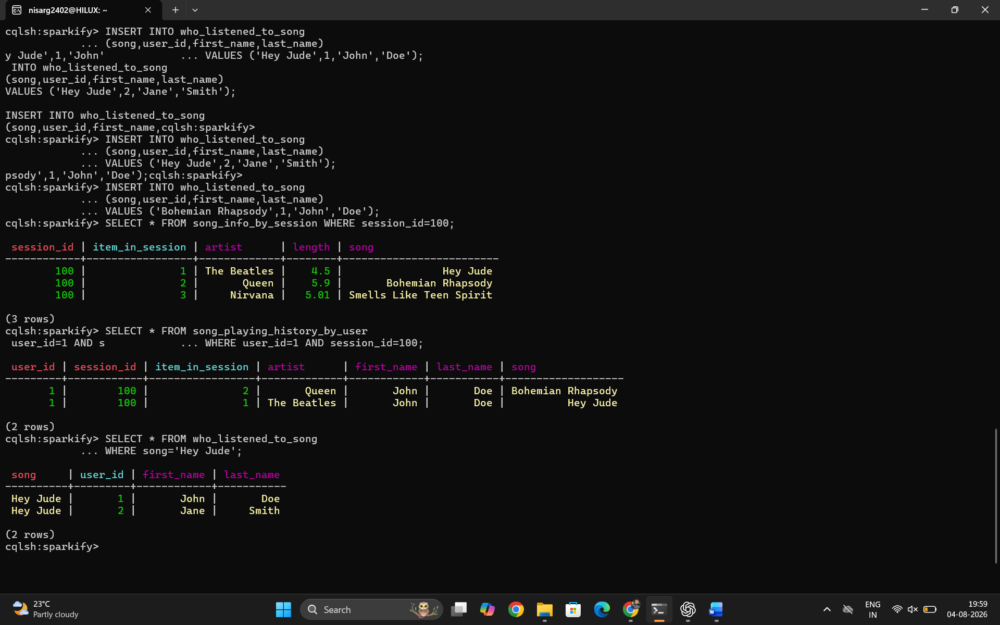 nisarg2402@HILUX: ~
cqlsh:sparkify> INSERT INTO who_listened_to_song
            ... (song,user_id,first_name,last_name)
y Jude',1,'John'            ... VALUES ('Hey Jude',1,'John','Doe');
 INTO who_listened_to_song
(song,user_id,first_name,last_name)
VALUES ('Hey Jude',2,'Jane','Smith');
INSERT INTO who_listened_to_song
(song,user_id,first_name,cqlsh:sparkify>
cqlsh:sparkify> INSERT INTO who_listened_to_song
            ... (song,user_id,first_name,last_name)
            ... VALUES ('Hey Jude',2,'Jane','Smith');
psody',1,'John','Doe');cqlsh:sparkify>
cqlsh:sparkify> INSERT INTO who_listened_to_song
            ... (song,user_id,first_name,last_name)
            ... VALUES ('Bohemian Rhapsody',1,'John','Doe');
cqlsh:sparkify> SELECT * FROM song_info_by_session WHERE session_id=100;
 session_id | item_in_session | artist      | length | song
------------+-----------------+-------------+--------+-------------------------
        100 |               1 | The Beatles |    4.5 |                Hey Jude
        100 |               2 |       Queen |    5.9 |       Bohemian Rhapsody
        100 |               3 |     Nirvana |   5.01 | Smells Like Teen Spirit
(3 rows)
cqlsh:sparkify> SELECT * FROM song_playing_history_by_user
 user_id=1 AND s            ... WHERE user_id=1 AND session_id=100;
 user_id | session_id | item_in_session | artist      | first_name | last_name | song
---------+------------+-----------------+-------------+------------+-----------+-------------------
       1 |        100 |               2 |       Queen |       John |       Doe | Bohemian Rhapsody
       1 |        100 |               1 | The Beatles |       John |       Doe |          Hey Jude
(2 rows)
cqlsh:sparkify> SELECT * FROM who_listened_to_song
            ... WHERE song='Hey Jude';
 song     | user_id | first_name | last_name
----------+---------+------------+-----------
 Hey Jude |       1 |       John |       Doe
 Hey Jude |       2 |       Jane |     Smith
(2 rows)
cqlsh:sparkify>
23°C
Partly cloudy
Search
ENG
IN
19:59
04-08-2026